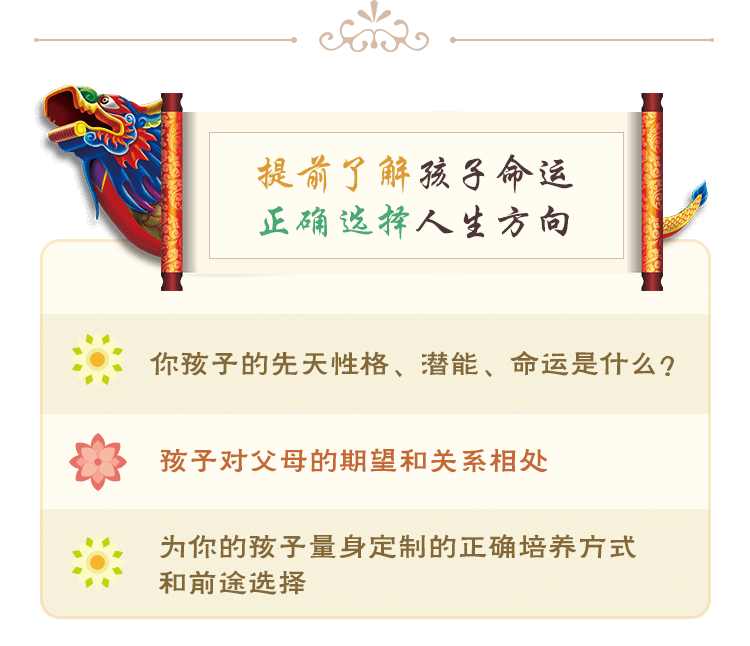 提前了解孩子命运
正确选择人生方向
你孩子的先天性格、潜能、命运是什么?
孩子对父母的期望和关系相处
为你的孩子量身定制的正确培养方式
和前途选择